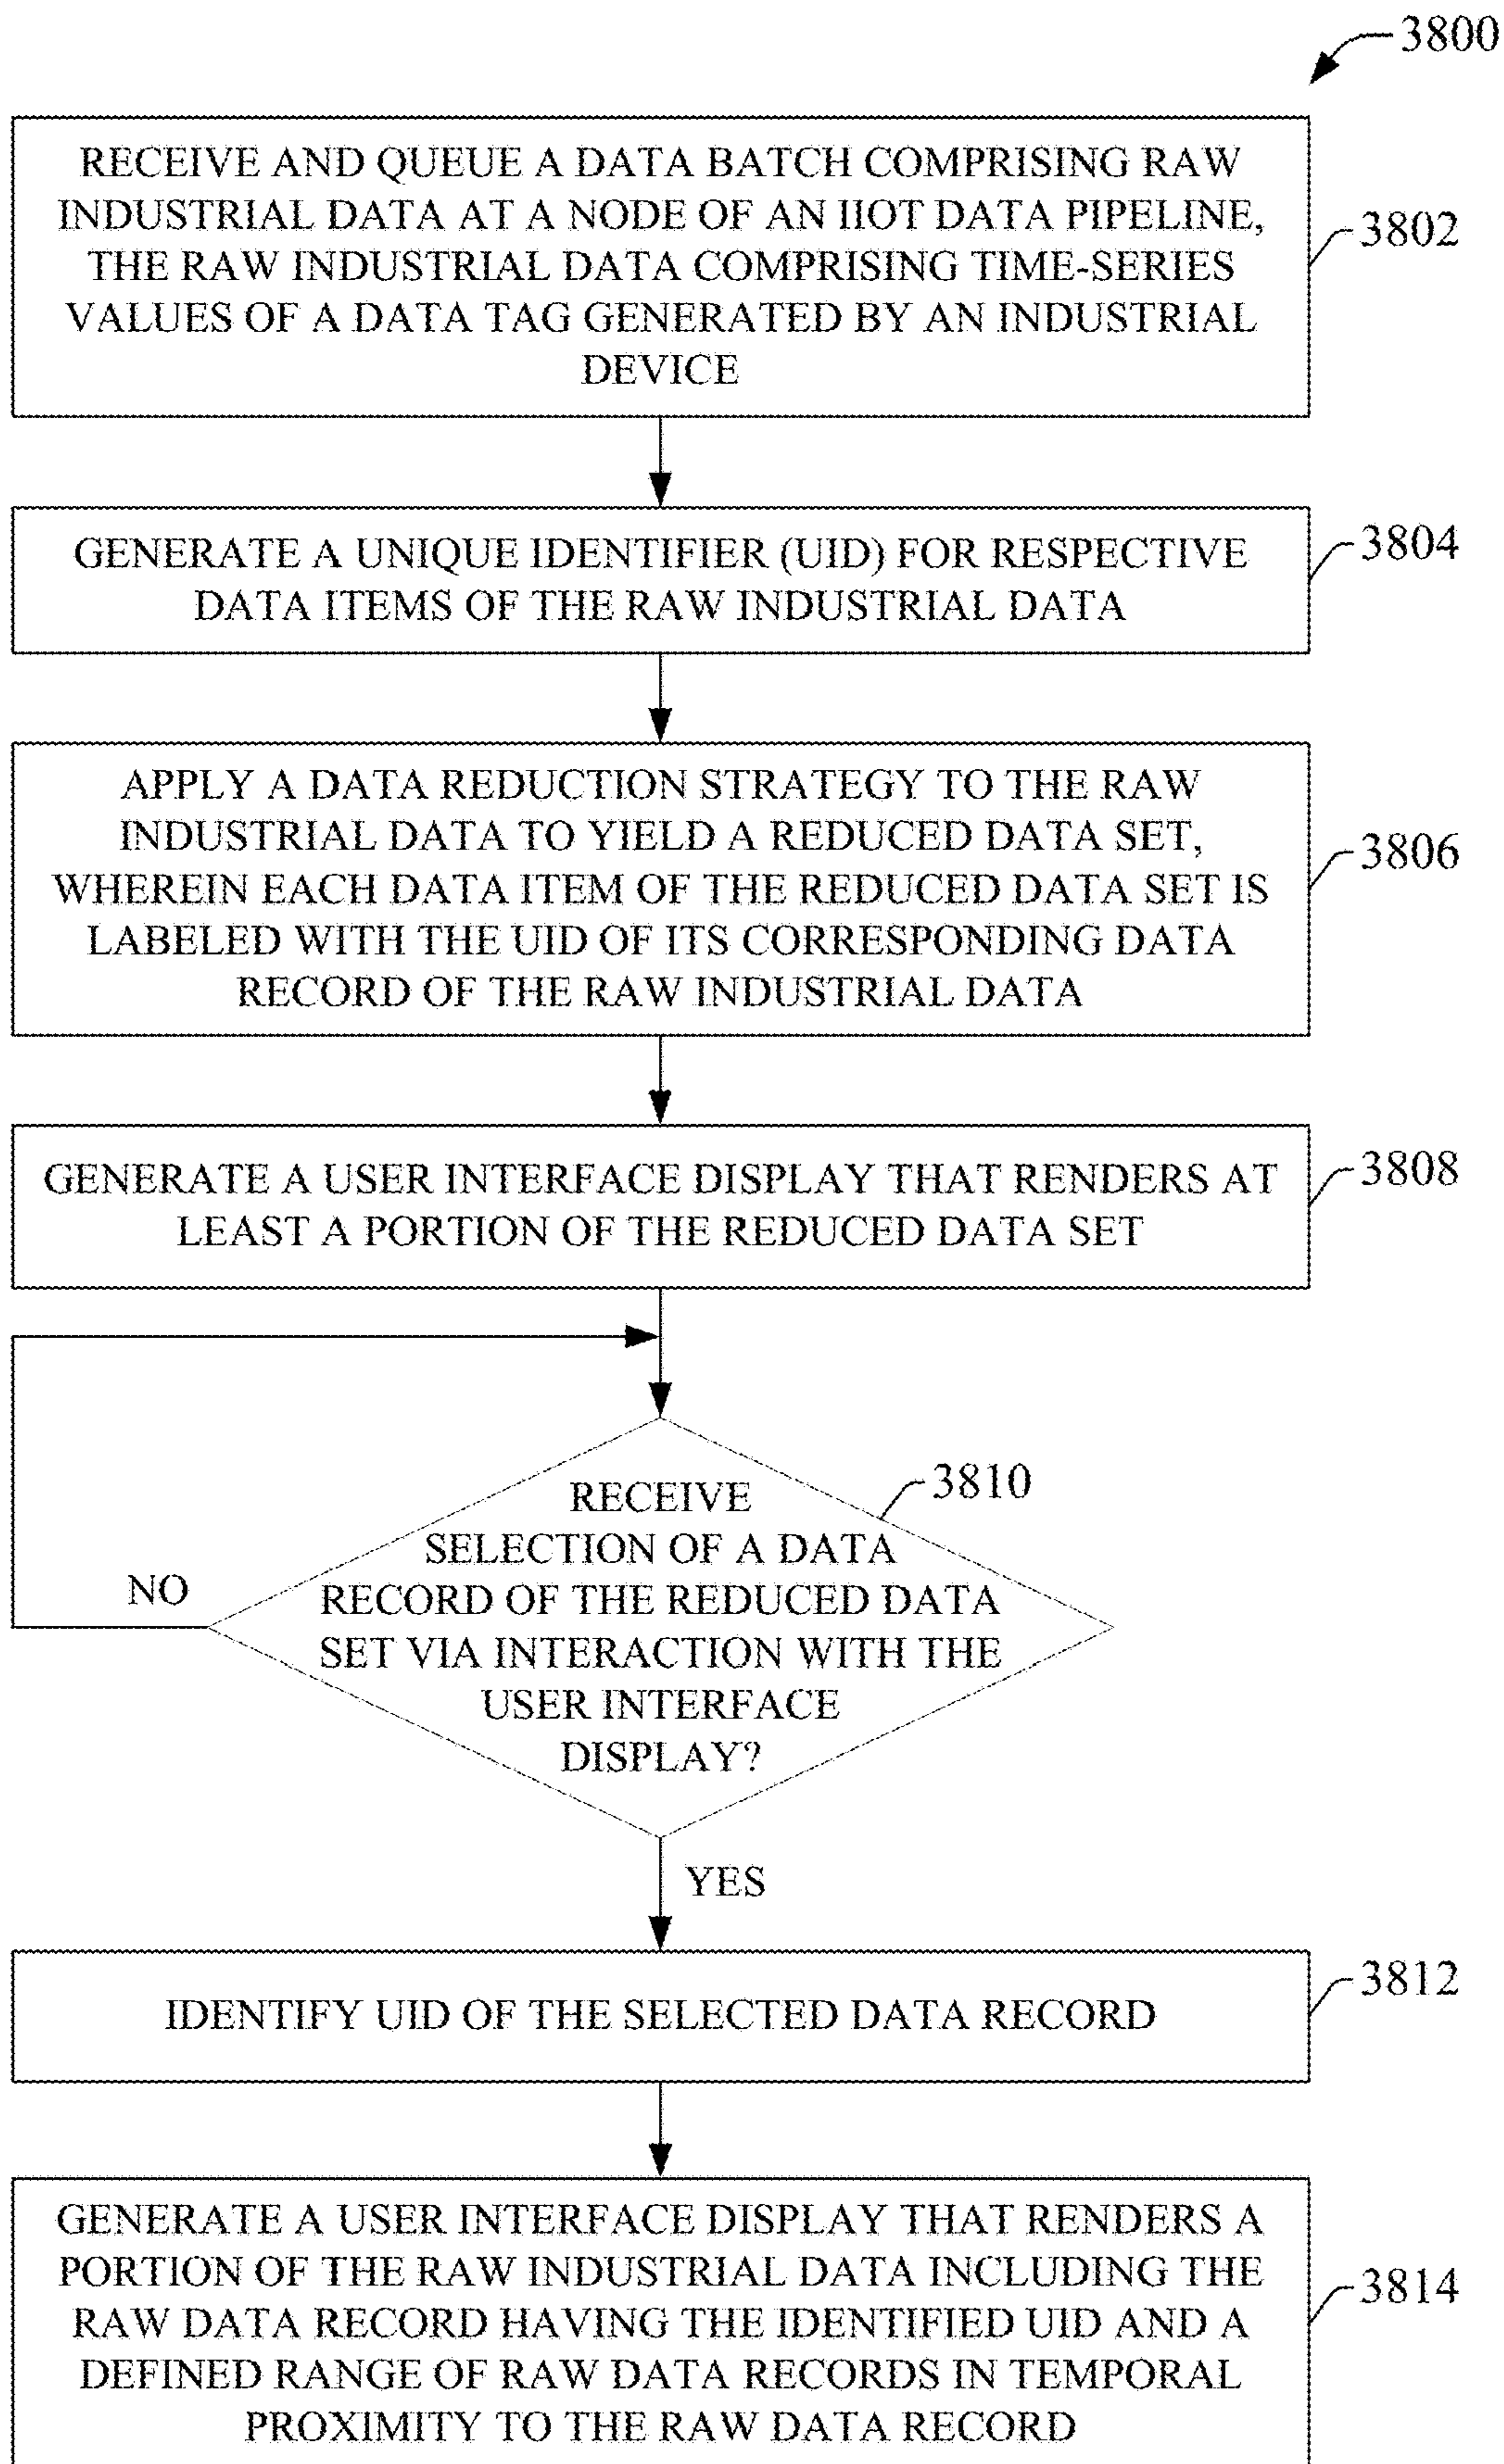 3800
RECEIVE AND QUEUE A DATA BATCH COMPRISING RAW
INDUSTRIAL DATA AT A NODE OF AN IIOT DATA PIPELINE,
THE RAW INDUSTRIAL DATA COMPRISING TIME-SERIES
VALUES OF A DATA TAG GENERATED BY AN INDUSTRIAL
DEVICE
3802
GENERATE A UNIQUE IDENTIFIER (UID) FOR RESPECTIVE
DATA ITEMS OF THE RAW INDUSTRIAL DATA
3804
APPLY A DATA REDUCTION STRATEGY TO THE RAW
INDUSTRIAL DATA TO YIELD A REDUCED DATA SET,
WHEREIN EACH DATA ITEM OF THE REDUCED DATA SET IS
LABELED WITH THE UID OF ITS CORRESPONDING DATA
RECORD OF THE RAW INDUSTRIAL DATA
3806
GENERATE A USER INTERFACE DISPLAY THAT RENDERS AT
LEAST A PORTION OF THE REDUCED DATA SET
3808
RECEIVE
SELECTION OF A DATA
RECORD OF THE REDUCED DATA
SET VIA INTERACTION WITH THE
USER INTERFACE
DISPLAY?
3810
NO
YES
IDENTIFY UID OF THE SELECTED DATA RECORD
3812
GENERATE A USER INTERFACE DISPLAY THAT RENDERS A
PORTION OF THE RAW INDUSTRIAL DATA INCLUDING THE
RAW DATA RECORD HAVING THE IDENTIFIED UID AND A
DEFINED RANGE OF RAW DATA RECORDS IN TEMPORAL
PROXIMITY TO THE RAW DATA RECORD
3814